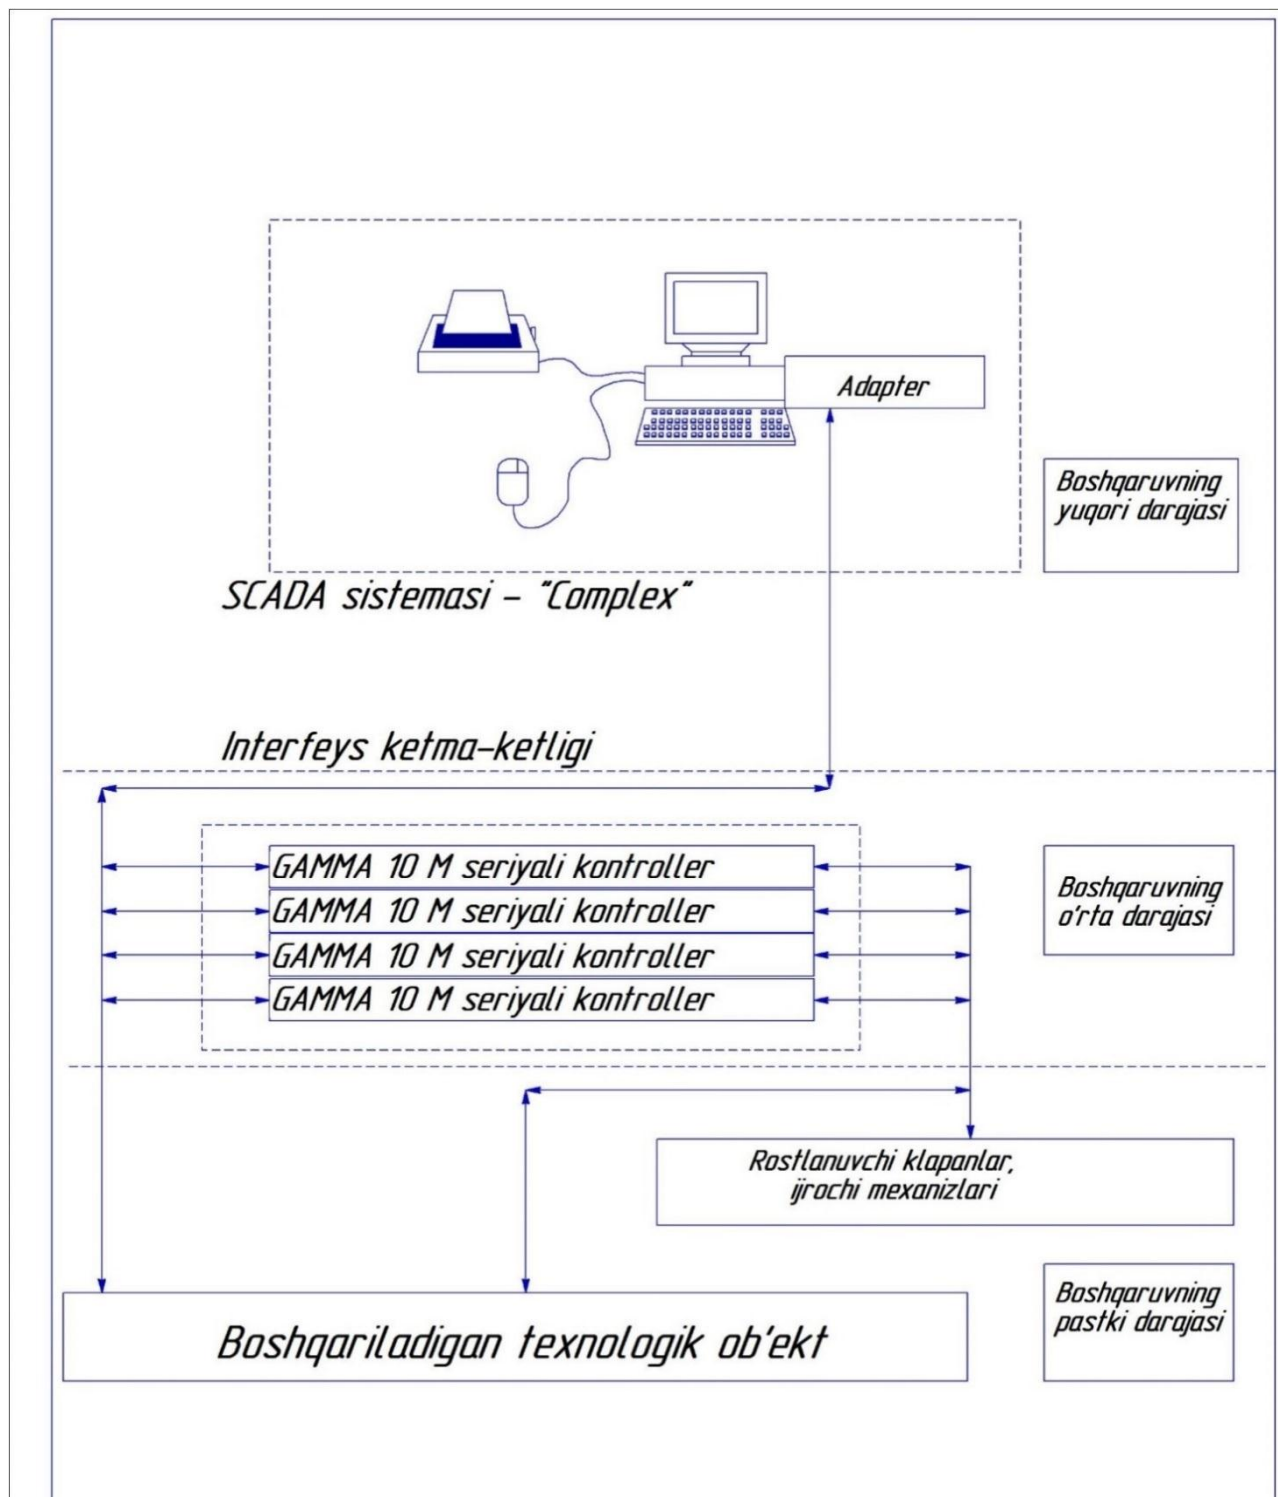 Adapter
Boshqaruvning
yuqori darajasi
SCADA sistemasi - "Complex"
Interfeys ketma-ketligi
GAMMA 10 M seriyali kontroller
GAMMA 10 M seriyali kontroller
GAMMA 10 M seriyali kontroller
GAMMA 10 M seriyali kontroller
Boshqaruvning
o'rta darajasi
Rostlanuvchi klapanlar,
ijrochi mexanizlari
Boshqaruvning
pastki darajasi
Boshqariladigan texnologik ob'ekt